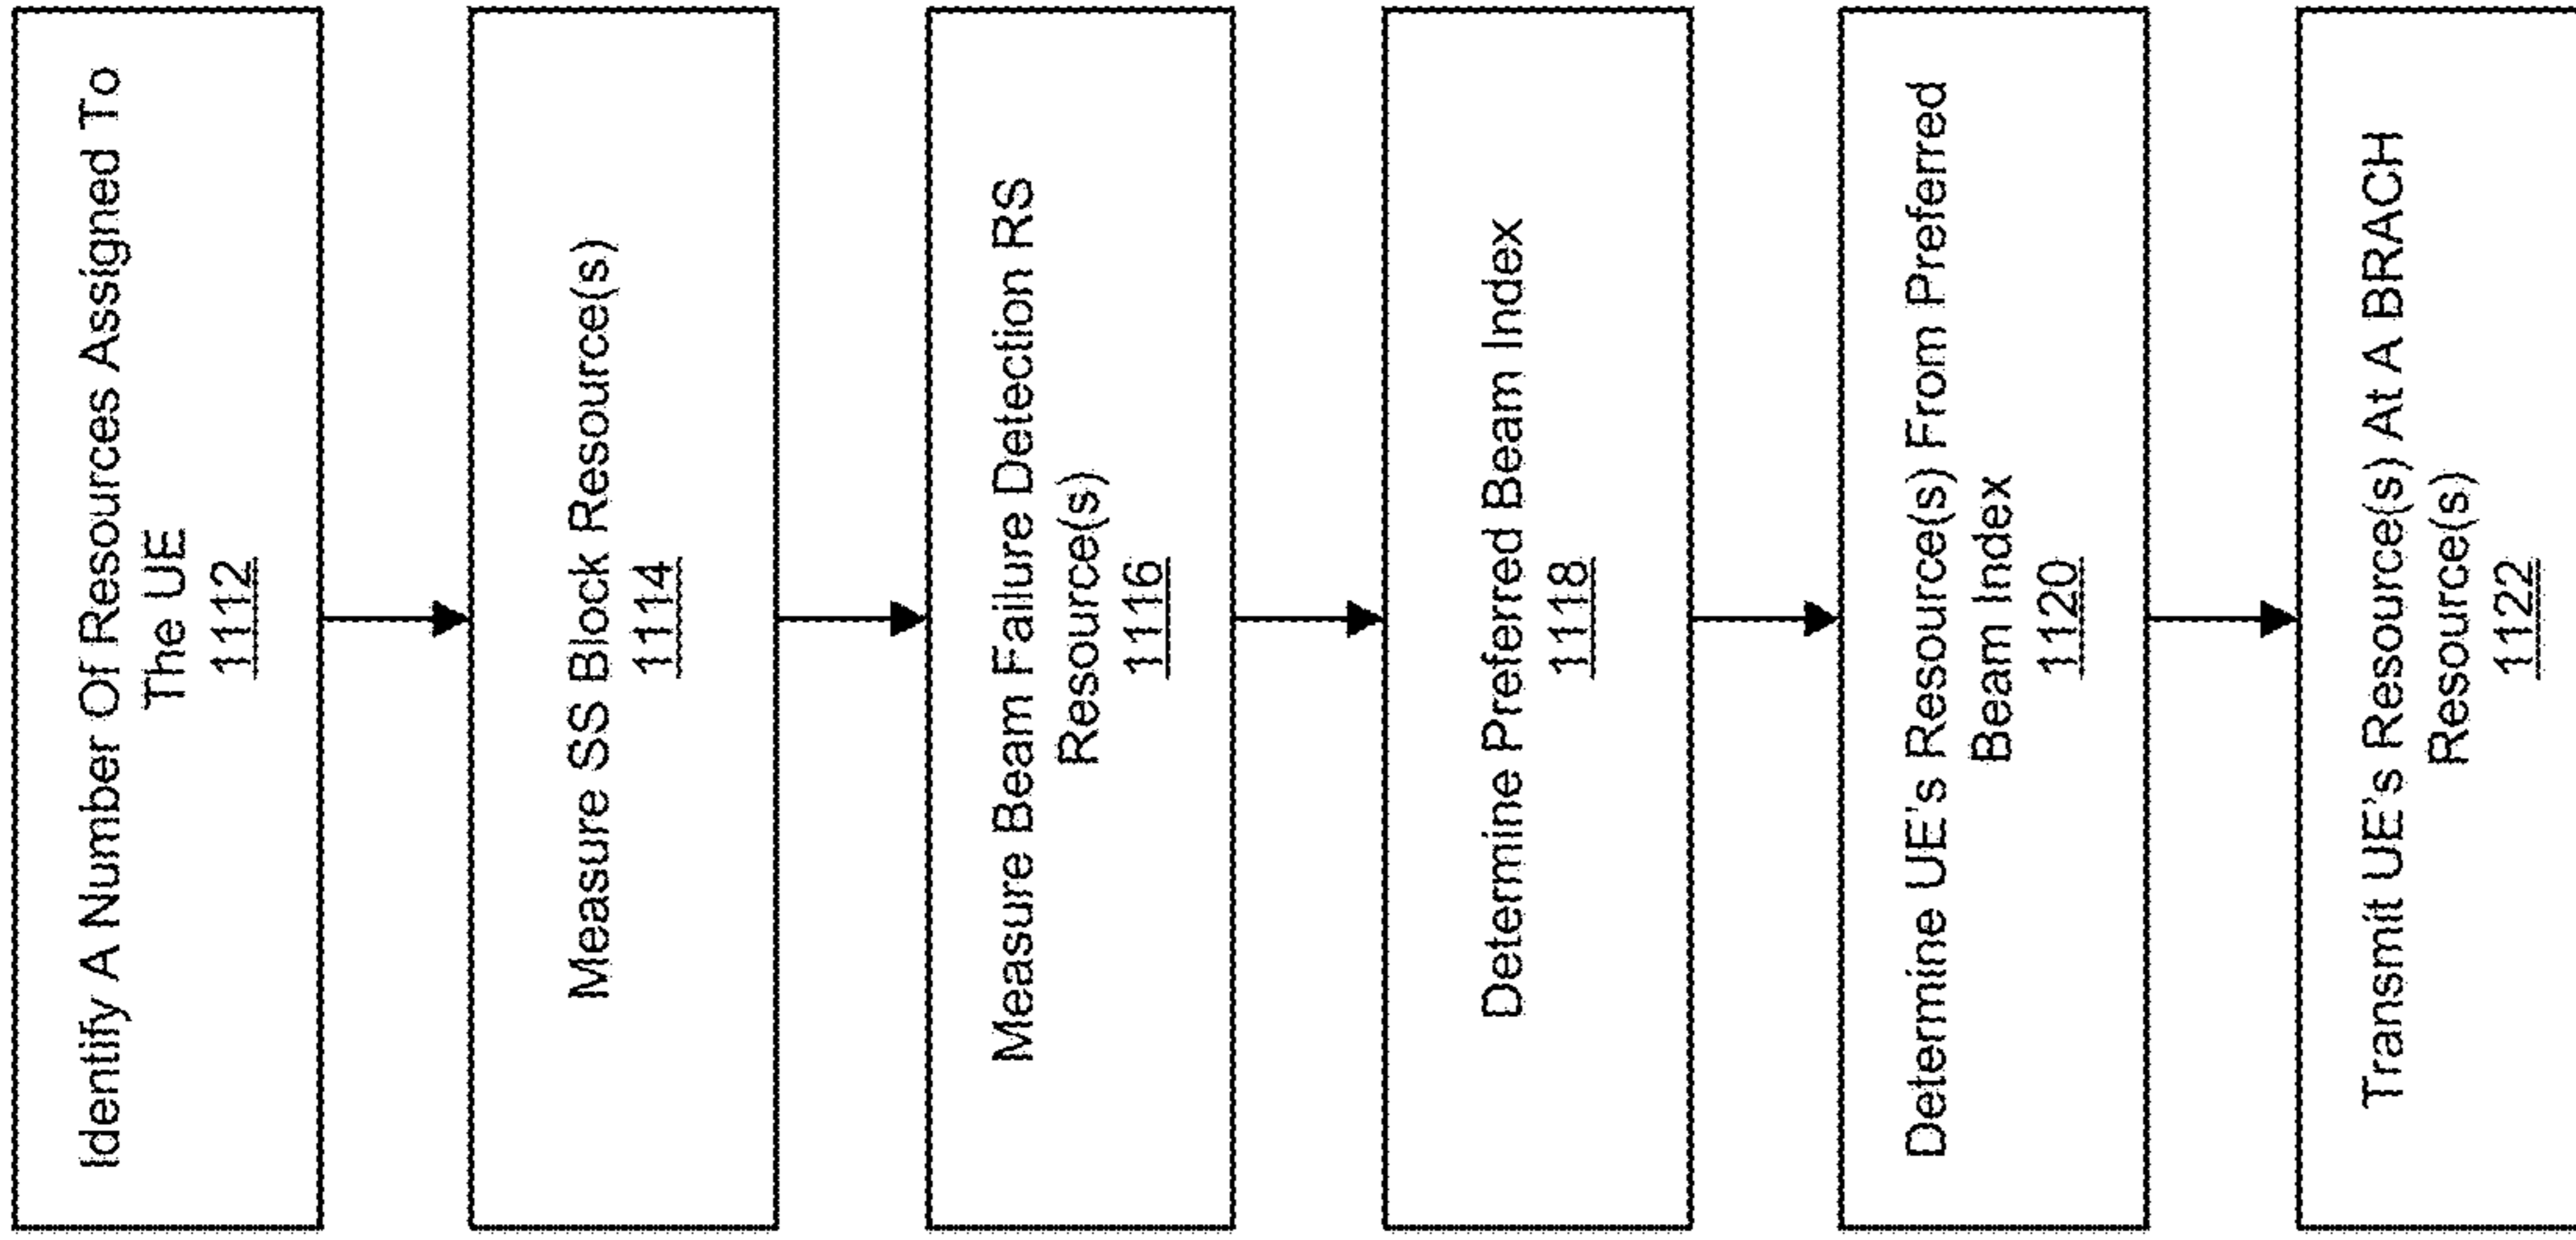 Identify A Number Of Resources Assigned To
The UE
1112
Measure SS Block Resource(s)
1114
Measure Beam Failure Detection RS
Resource(s)
1116
Determine Preferred Beam Index
1118
Determine UE's Resource(s) From Preferred
Beam Index
1120
Transmit UE's Resource(s) At A BRACH
Resource(s)
1122